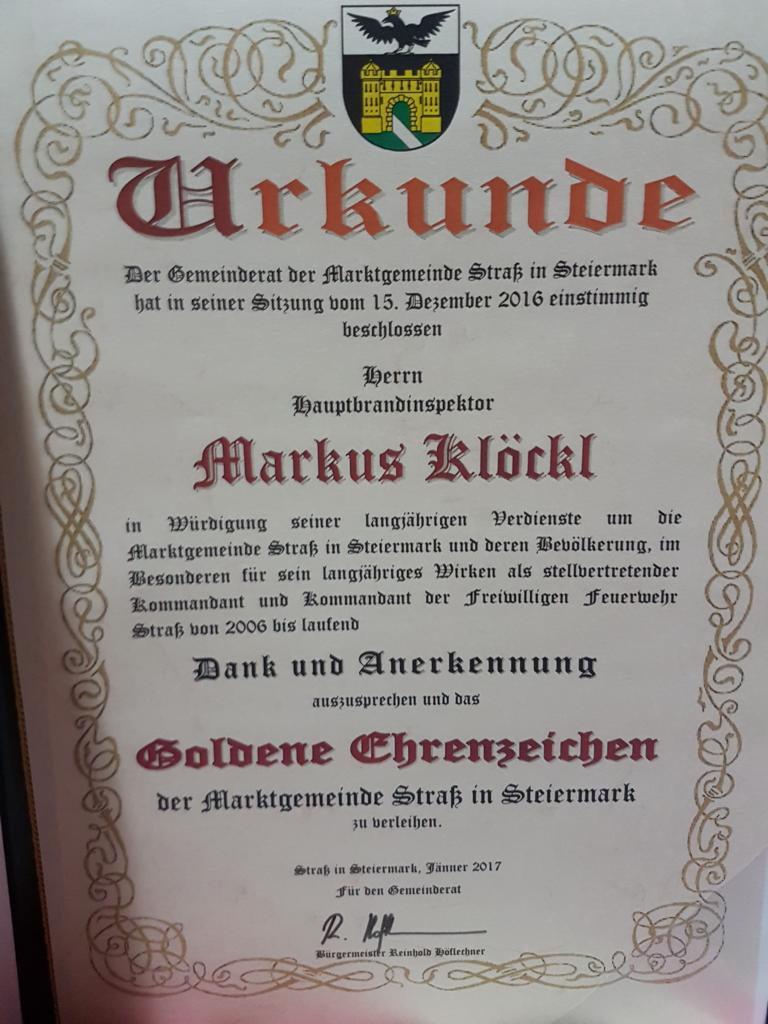 Urkunde
Der Gemeinderat der Marktgemeinde Straß in Steiermark
hat in seiner Sitzung vom 15. Dezember 2016 einstimmig
beschlossen
Herrn
Hauptbrandinspektor
Markus Klöckl
in Würdigung seiner langjährigen Verdienste um die
Marktgemeinde Straß in Steiermark und deren Bevölkerung, im
Besonderen für sein langjähriges Wirken als stellvertretender
Kommandant und Kommandant der Freiwilligen Feuerwehr
Straß von 2006 bis laufend
Dank und Anerkennung
auszusprechen und das
Goldene Ehrenzeichen
der Marktgemeinde Straß in Steiermark
zu verleihen.
Straß in Steiermark, Jänner 2017
Für den Gemeinderat
Bürgermeister Reinhold Höflechner